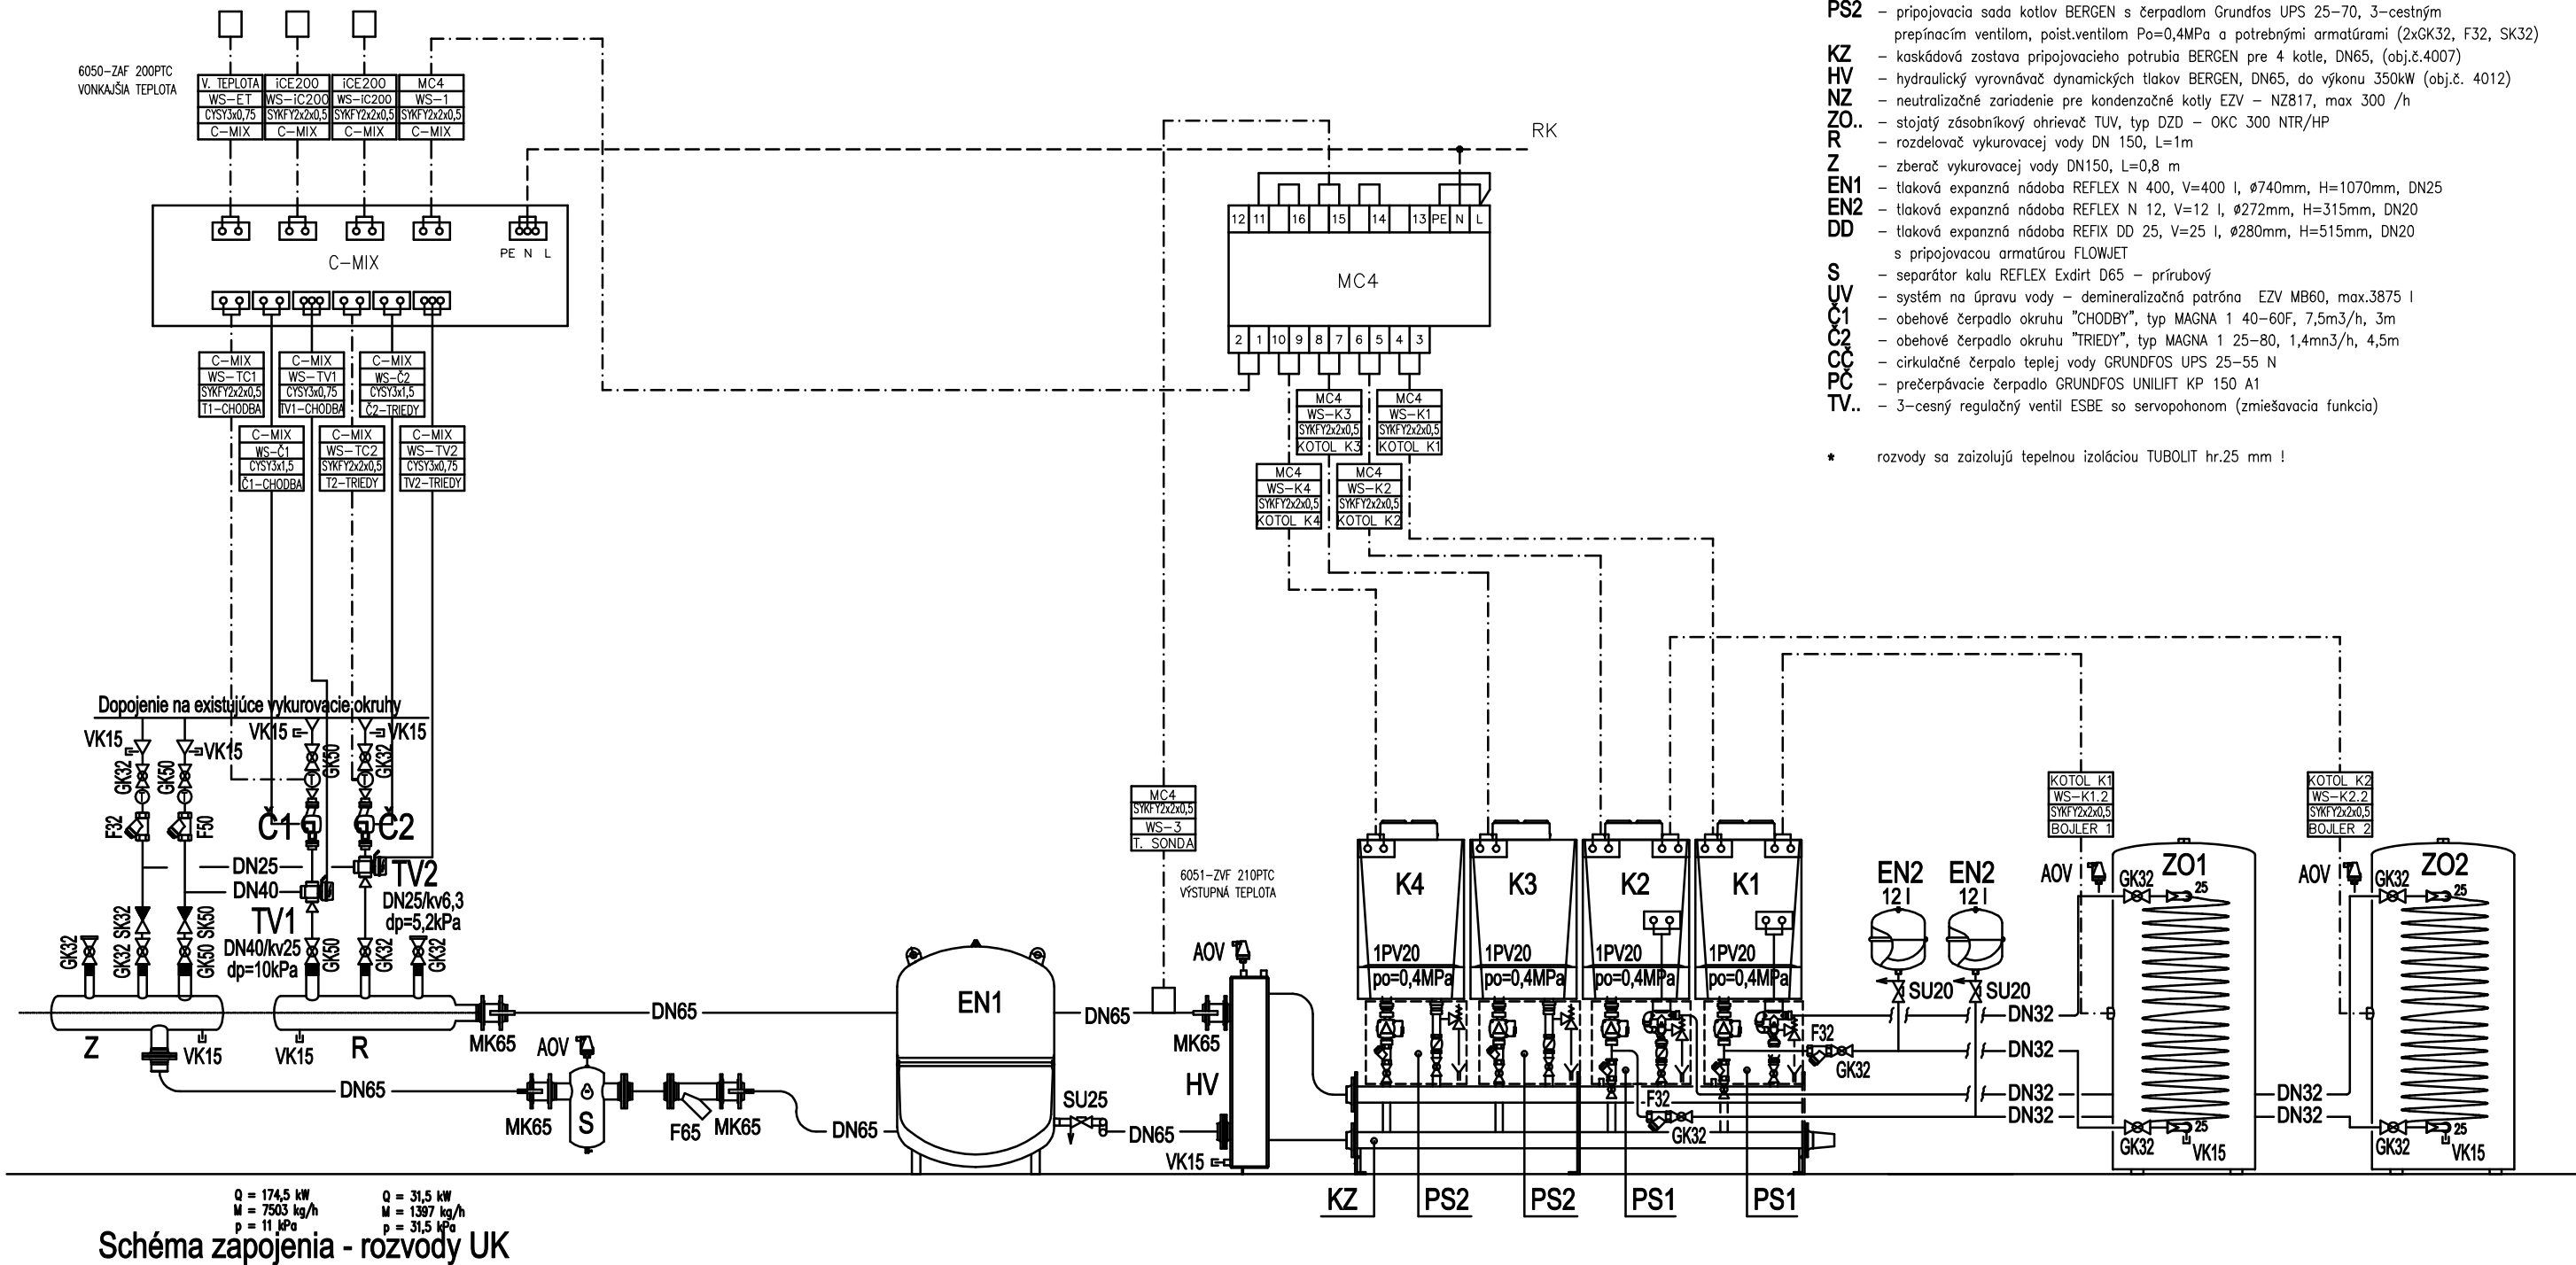 PS2 – pripojovacia sada kotlov BERGEN s čerpadlom Grundfos UPS 25–70, 3–cestným
prepínacím ventilom, poist.ventilom Po=0,4MPa a potrebnými armatúrami (2xGK32, F32, SK32)
KZ – kaskádová zostava pripojovacieho potrubia BERGEN pre 4 kotle, DN65, (obj.č.4007)
HV – hydraulický vyrovnávač dynamických tlakov BERGEN, DN65, do výkonu 350kW (obj.č. 4012)
NZ – neutralizačné zariadenie pre kondenzačné kotly EZV – NZ817, max 300 /h
ZO.. – stojatý zásobníkový ohrievač TUV, typ DZD – OKC 300 NTR/HP
R – rozdelovač vykurovacej vody DN 150, L=1m
Z – zberač vykurovacej vody DN150, L=0,8 m
EN1 – tlaková expanzná nádoba REFLEX N 400, V=400 l, ø740mm, H=1070mm, DN25
EN2 – tlaková expanzná nádoba REFLEX N 12, V=12 l, ø272mm, H=315mm, DN20
DD – tlaková expanzná nádoba REFIX DD 25, V=25 l, ø280mm, H=515mm, DN20
s pripojovacou armatúrou FLOWJET
S – separátor kalu REFLEX Exdirt D65 – prírubový
UV – systém na úpravu vody – demineralizačná patróna EZV MB60, max.3875 l
Č1 – obehové čerpadlo okruhu "CHODBY", typ MAGNA 1 40–60F, 7,5m3/h, 3m
Č2 – obehové čerpadlo okruhu "TRIEDY", typ MAGNA 1 25–80, 1,4mn3/h, 4,5m
CČ – cirkulačné čerpalo teplej vody GRUNDFOS UPS 25–55 N
PČ – prečerpávacie čerpadlo GRUNDFOS UNILIFT KP 150 A1
TV.. – 3–cesný regulačný ventil ESBE so servopohonom (zmiešavacia funkcia)
* rozvody sa zaizolujú tepelnou izoláciou TUBOLIT hr.25 mm !
6050–ZAF 200PTC
VONKAJŠIA TEPLOTA
V. TEPLOTA iCE200 iCE200 MC4
WS–ET WS–iC200 WS–iC200 WS–1
CYSY3x0,75 SYKFY2x2x0,5 SYKFY2x2x0,5 SYKFY2x2x0,5
C–MIX C–MIX C–MIX C–MIX
RK
PE N L
C–MIX
12 11 16 15 14 13 PE N L
MC4
2 1 10 9 8 7 6 5 4 3
C–MIX C–MIX C–MIX
WS–TC1 WS–TV1 WS–Č2
SYKFY2x2x0,5 CYSY3x0,75 CYSY3x1,5
T1–CHODBA TV1–CHODBA Č2–TRIEDY
C–MIX C–MIX C–MIX
WS–Č1 WS–TC2 WS–TV2
CYSY3x1,5 SYKFY2x2x0,5 CYSY3x0,75
Č1–CHODBA T2–TRIEDY TV2–TRIEDY
MC4 MC4
WS–K3 WS–K1
SYKFY2x2x0,5 SYKFY2x2x0,5
KOTOL K3 KOTOL K1
MC4 MC4
WS–K4 WS–K2
SYKFY2x2x0,5 SYKFY2x2x0,5
KOTOL K4 KOTOL K2
Dopojenie na existujúce vykurovacie okruhy
VK15 VK15 VK15 VK15
GK32 GK50 GK50 GK32
T T T T
F32 F50 Č1 Č2
DN25 TV2
DN40 DN25/kv6,3
TV1 dp=5,2kPa
DN40/kv25
dp=10kPa
GK32 GK32 SK32 GK50 SK50 GK50 GK32 GK32
Z VK15 VK15 R MK65 DN65
AOV
DN65 MK65 S F65 MK65 DN65
EN1
SU25
DN65 DN65
MC4
SYKFY2x2x0,5
WS–3
T. SONDA
6051–ZVF 210PTC
VÝSTUPNÁ TEPLOTA
AOV
MK65
HV
VK15
K4 K3 K2 K1
1PV20 1PV20 1PV20 1PV20
po=0,4MPa po=0,4MPa po=0,4MPa po=0,4MPa
F32 GK32
F32 GK32
KZ PS2 PS2 PS1 PS1
EN2 EN2
12 l 12 l
SU20 SU20
DN32
DN32
DN32
DN32
KOTOL K1 KOTOL K2
WS–K1.2 WS–K2.2
SYKFY2x2x0,5 SYKFY2x2x0,5
BOJLER 1 BOJLER 2
AOV GK32 ZO1 25
AOV GK32 ZO2 25
DN32
DN32
GK32 25 VK15
GK32 25 VK15
Q = 174,5 kW Q = 31,5 kW
M = 7503 kg/h M = 1397 kg/h
p = 11 kPa p = 31,5 kPa
Schéma zapojenia - rozvody UK